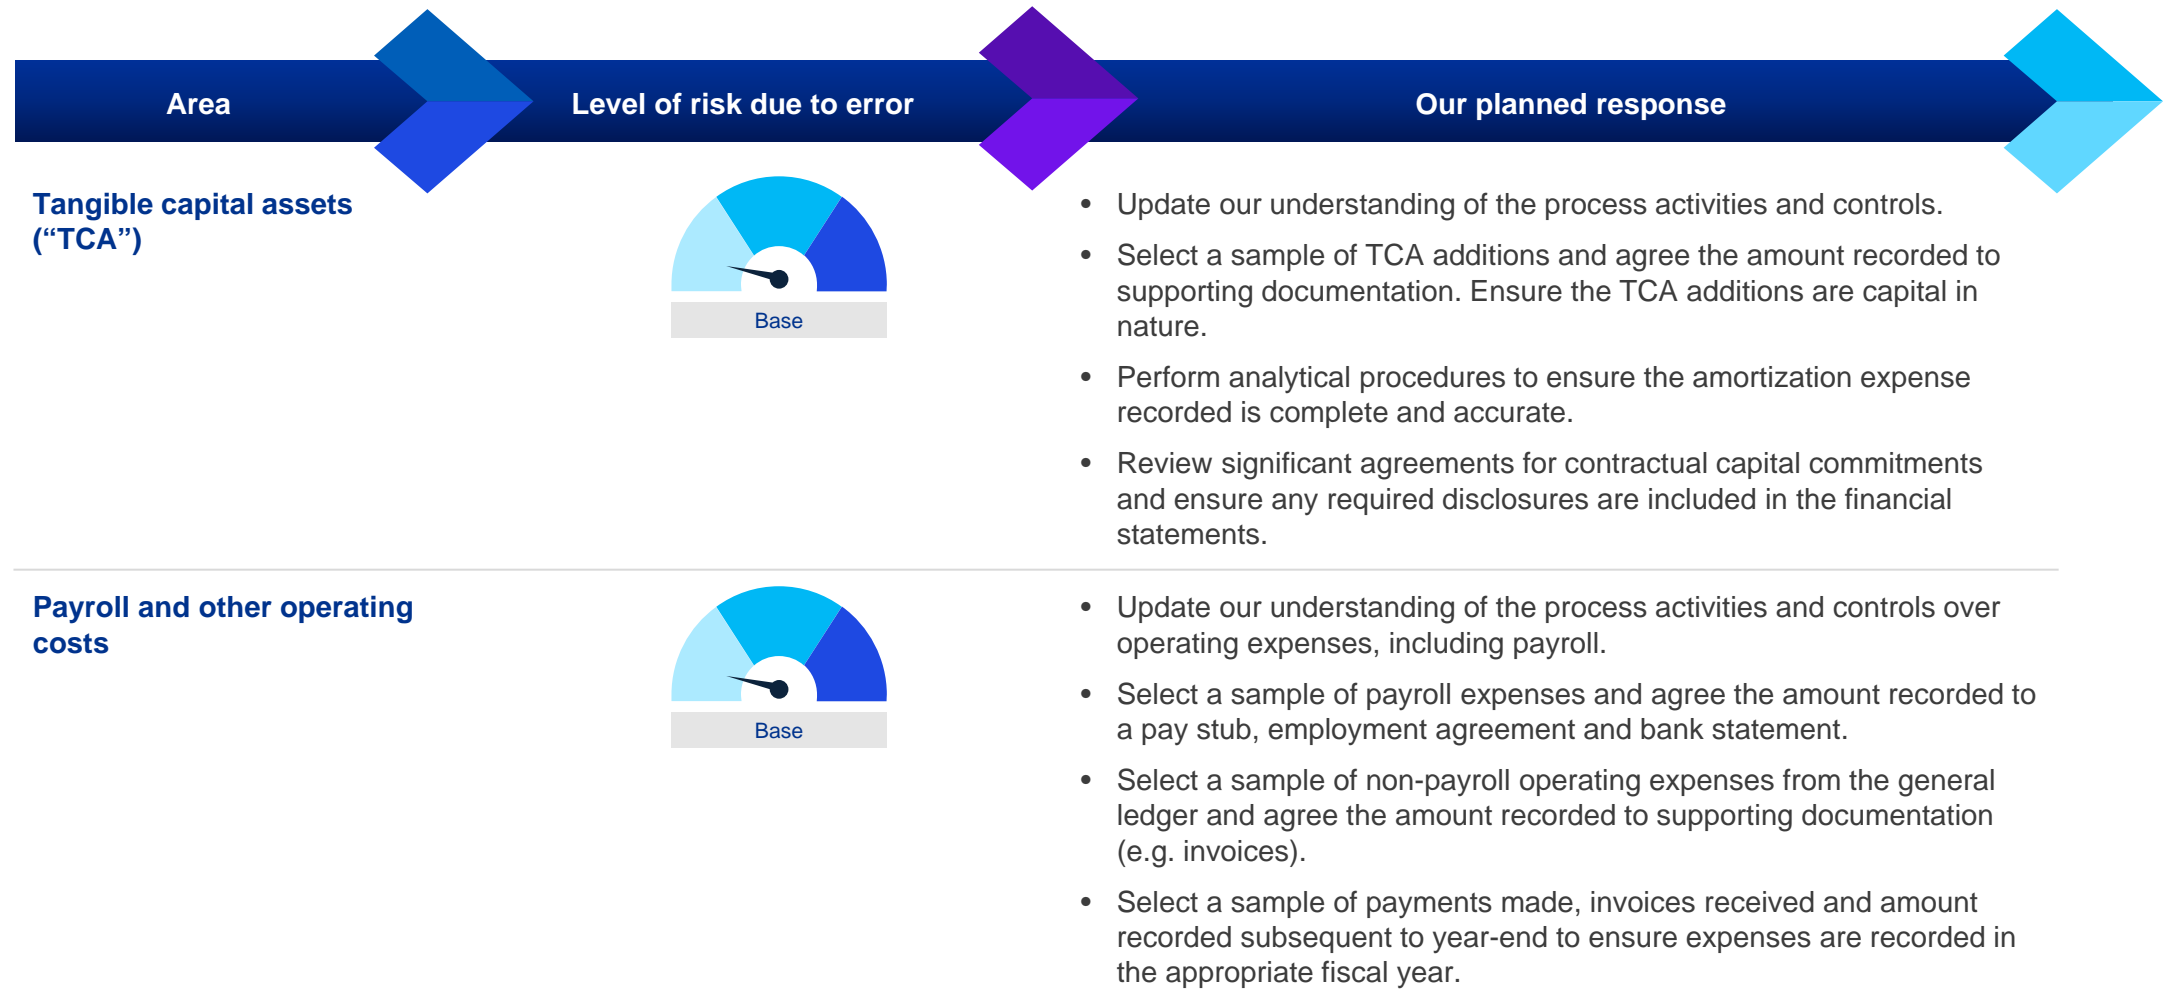 Area
Level of risk due to error
Our planned response
Tangible capital assets
(“TCA”)
Base
• Update our understanding of the process activities and controls.
• Select a sample of TCA additions and agree the amount recorded to
supporting documentation. Ensure the TCA additions are capital in
nature.
• Perform analytical procedures to ensure the amortization expense
recorded is complete and accurate.
• Review significant agreements for contractual capital commitments
and ensure any required disclosures are included in the financial
statements.
Payroll and other operating
costs
Base
• Update our understanding of the process activities and controls over
operating expenses, including payroll.
• Select a sample of payroll expenses and agree the amount recorded to
a pay stub, employment agreement and bank statement.
• Select a sample of non-payroll operating expenses from the general
ledger and agree the amount recorded to supporting documentation
(e.g. invoices).
• Select a sample of payments made, invoices received and amount
recorded subsequent to year-end to ensure expenses are recorded in
the appropriate fiscal year.